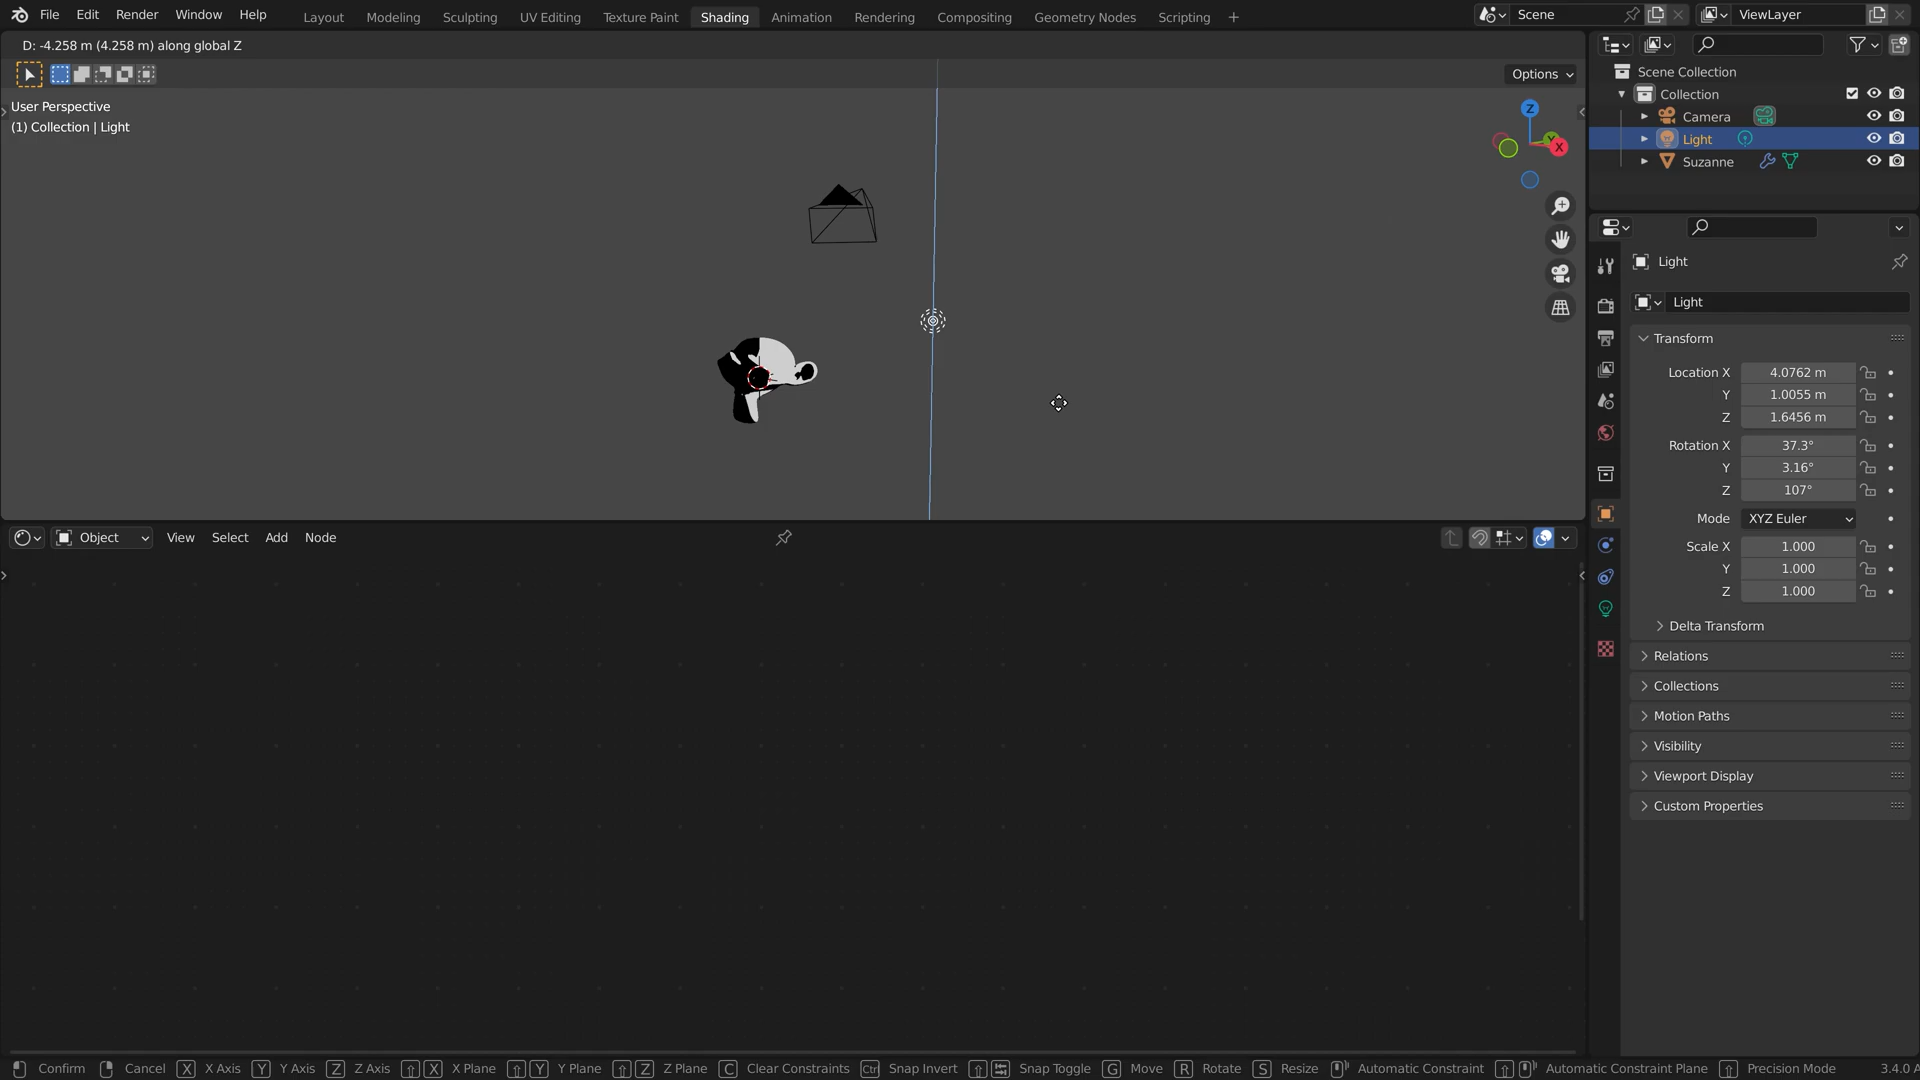 File Edit Render Window Help Layout Modeling Sculpting UV Editing Texture Paint Shading Animation Rendering Compositing Geometry Nodes Scripting + Scene ViewLayer
D: -4.258 m (4.258 m) along global Z
Options
User Perspective
(1) Collection | Light
Z
Y
X
Scene Collection
Collection
Camera
Light
Suzanne
Light
Light
Transform
Location X 4.0762 m
Y 1.0055 m
Z 1.6456 m
Rotation X 37.3°
Y 3.16°
Z 107°
Mode XYZ Euler
Scale X 1.000
Y 1.000
Z 1.000
Delta Transform
Relations
Collections
Motion Paths
Visibility
Viewport Display
Custom Properties
Object View Select Add Node
Confirm Cancel X X Axis Y Y Axis Z Z Axis X X Plane Y Y Plane Z Z Plane C Clear Constraints Ctrl Snap Invert Snap Toggle G Move R Rotate S Resize Automatic Constraint Automatic Constraint Plane Precision Mode 3.4.0 A